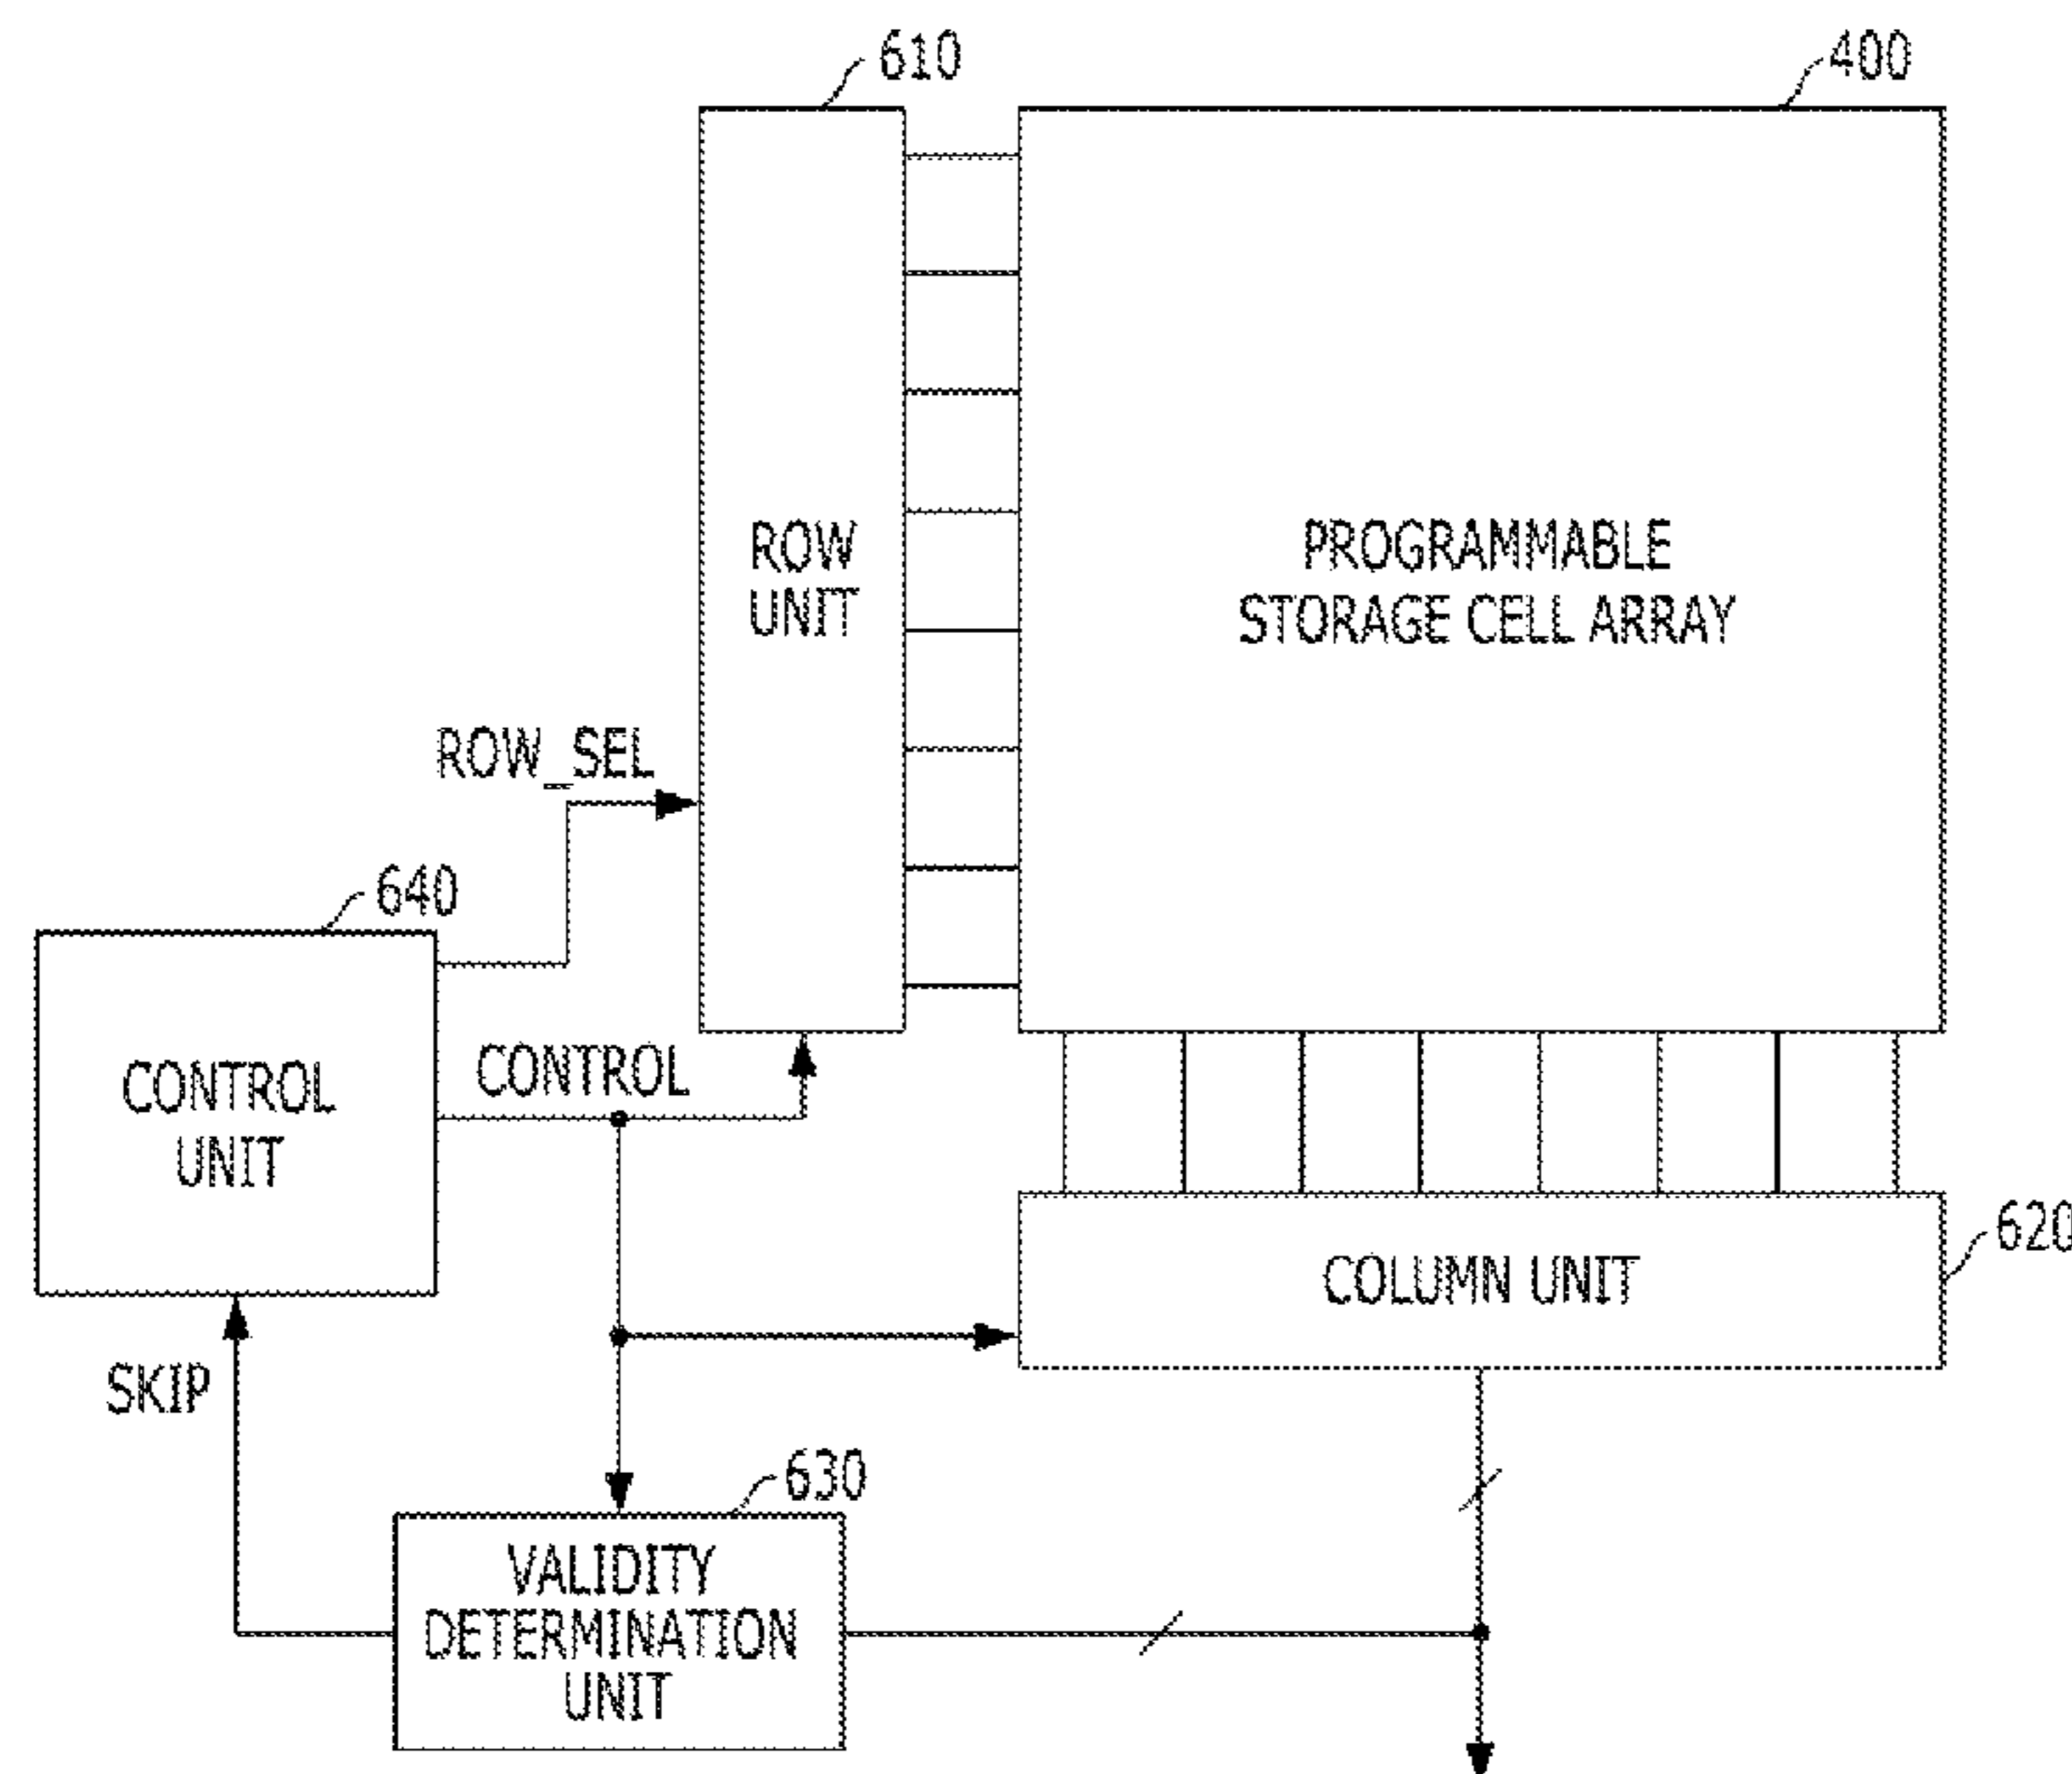 610
400
ROW
UNIT
PROGRAMMABLE
STORAGE CELL ARRAY
ROW_SEL
640
CONTROL
UNIT
CONTROL
620
COLUMN UNIT
SKIP
630
VALIDITY
DETERMINATION
UNIT